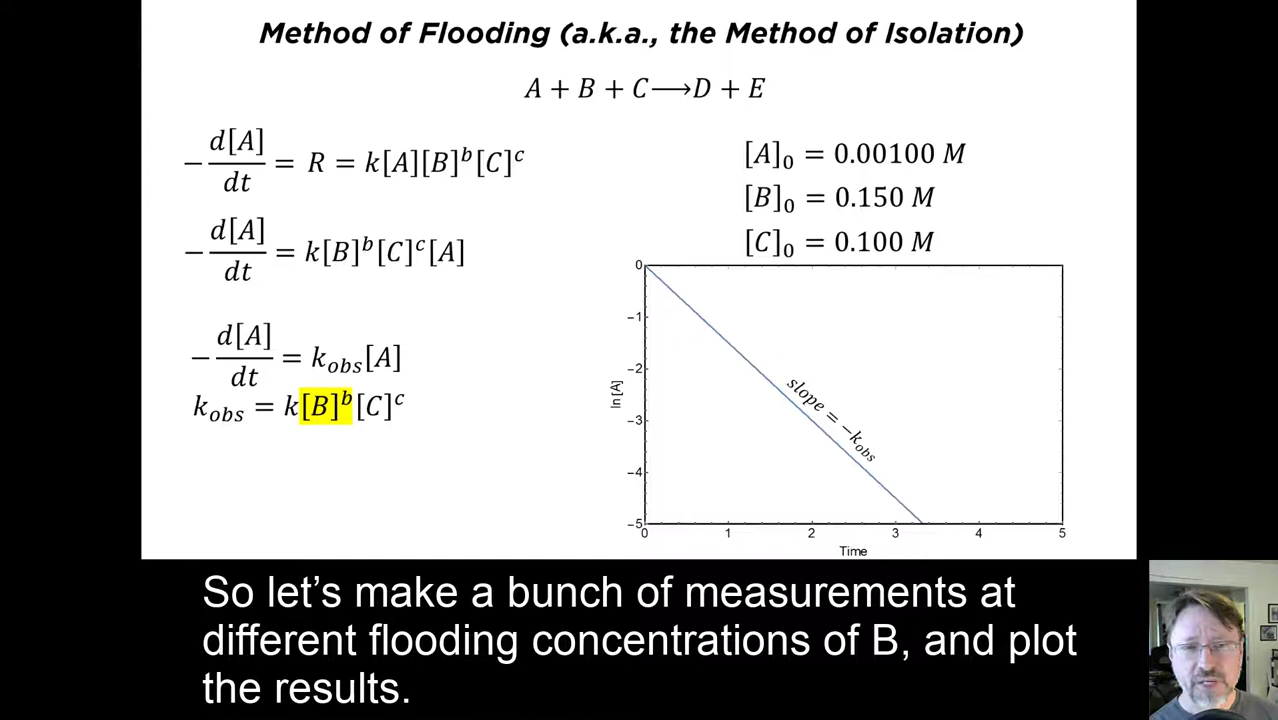 Method of Flooding (a.k.a., the Method of Isolation)
A + B + C ⟶ D + E
−d[A]/dt = R = k[A][B]ᵇ[C]ᶜ
−d[A]/dt = k[B]ᵇ[C]ᶜ[A]
−d[A]/dt = k_obs[A]
k_obs = k[B]ᵇ[C]ᶜ
[A]₀ = 0.00100 M
[B]₀ = 0.150 M
[C]₀ = 0.100 M
0
−1
−2
−3
−4
−5
ln [A]
slope = −k_obs
0 1 2 3 4 5
Time
So let’s make a bunch of measurements at
different flooding concentrations of B, and plot
the results.